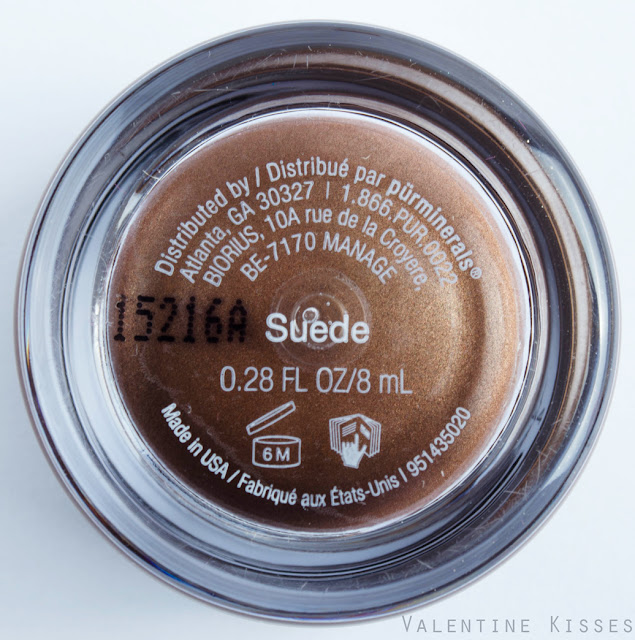 Distributed by / Distribué par pürminerals®
Atlanta, GA 30327 | 1.866.PUR.0022
BIORIUS, 10A rue de la Croyere,
BE-7170 MANAGE
15216A
Suede
0.28 FL OZ/8 mL
6M
Made in USA / Fabriqué aux États-Unis | 951435020
VALENTINE KISSES